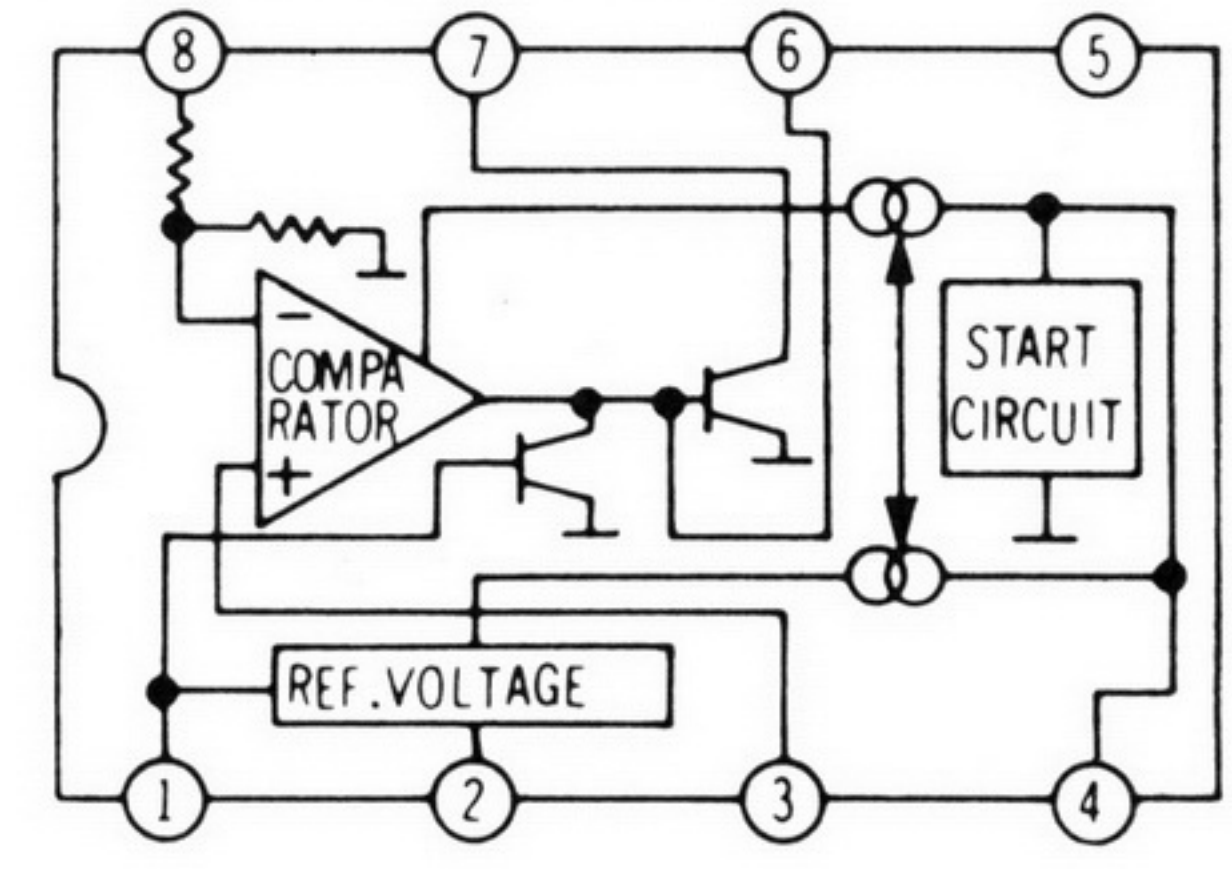 8 7 6 5
−
COMPA
RATOR
+
START
CIRCUIT
REF.VOLTAGE
1 2 3 4